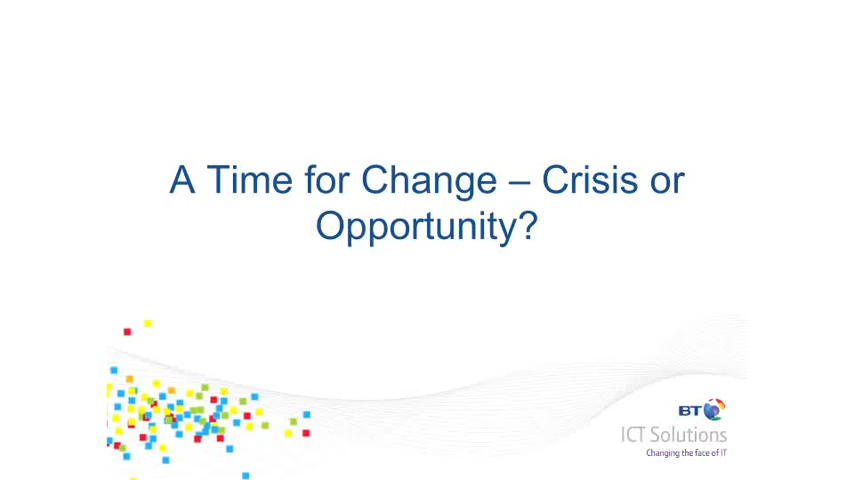 A Time for Change – Crisis or
Opportunity?
BT
ICT Solutions
Changing the face of IT